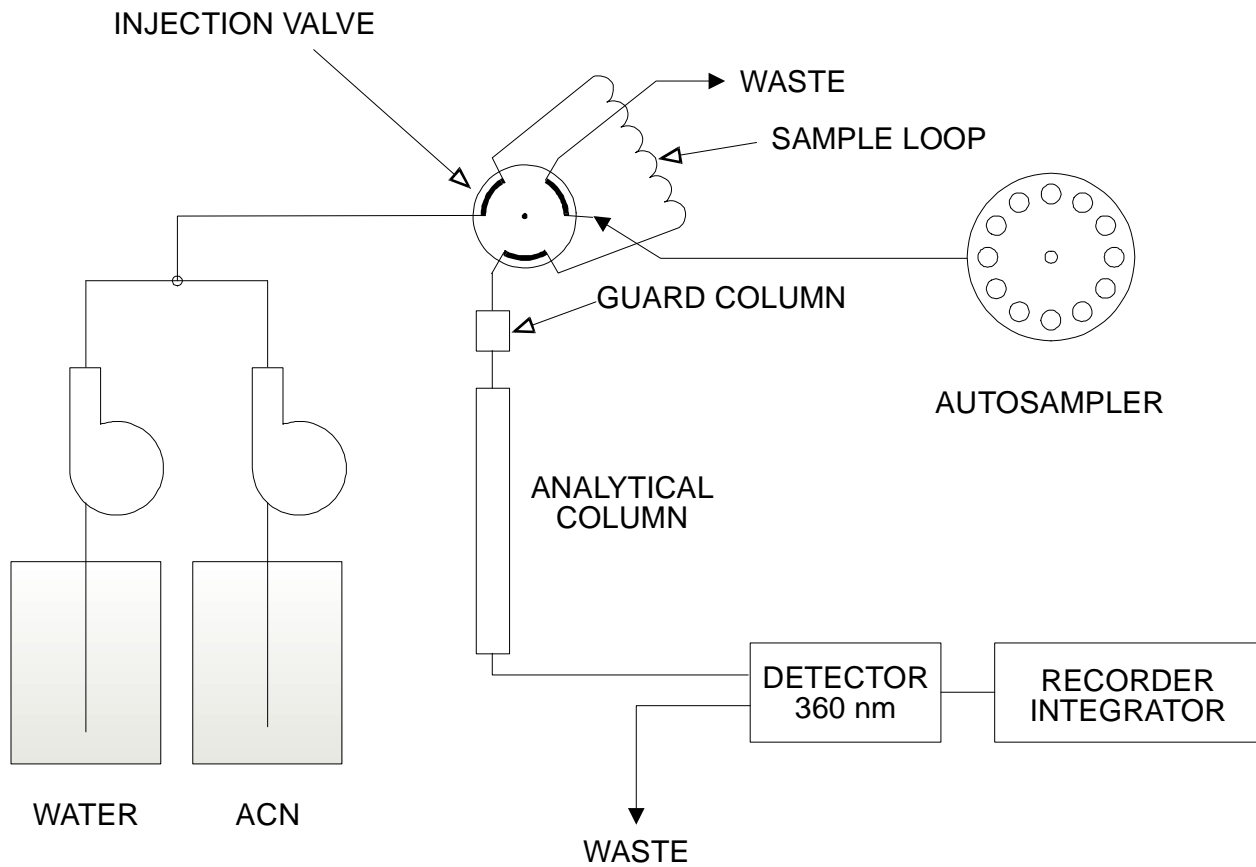 INJECTION VALVE
WASTE
SAMPLE LOOP
GUARD COLUMN
AUTOSAMPLER
ANALYTICAL
COLUMN
DETECTOR
360 nm
RECORDER
INTEGRATOR
WATER
ACN
WASTE